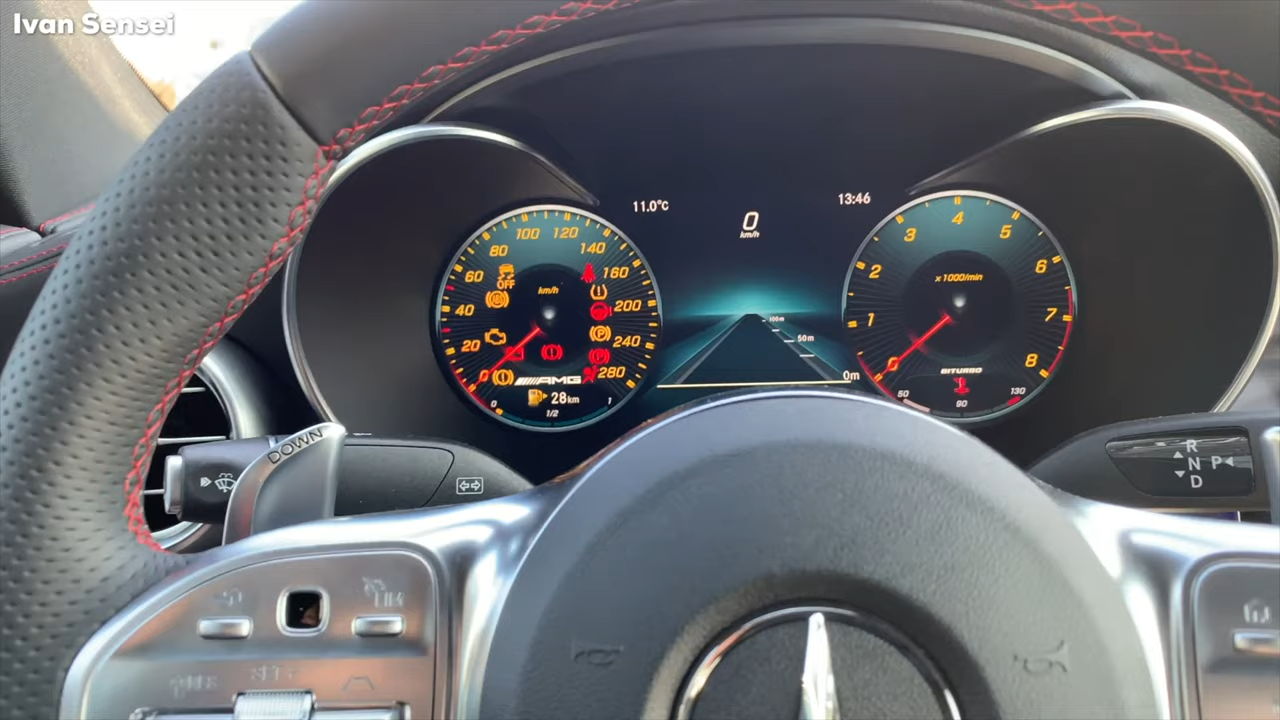 Ivan Sensei
11.0°C
0
km/h
13:46
0
20
40
60
80
100
120
140
160
200
240
280
km/h
OFF
ABS
P
P
AMG
28km
0
1/2
1
100m
50m
0m
0
1
2
3
4
5
6
7
8
x1000/min
BITURBO
50
90
130
DOWN
R
N
P
D
LIM